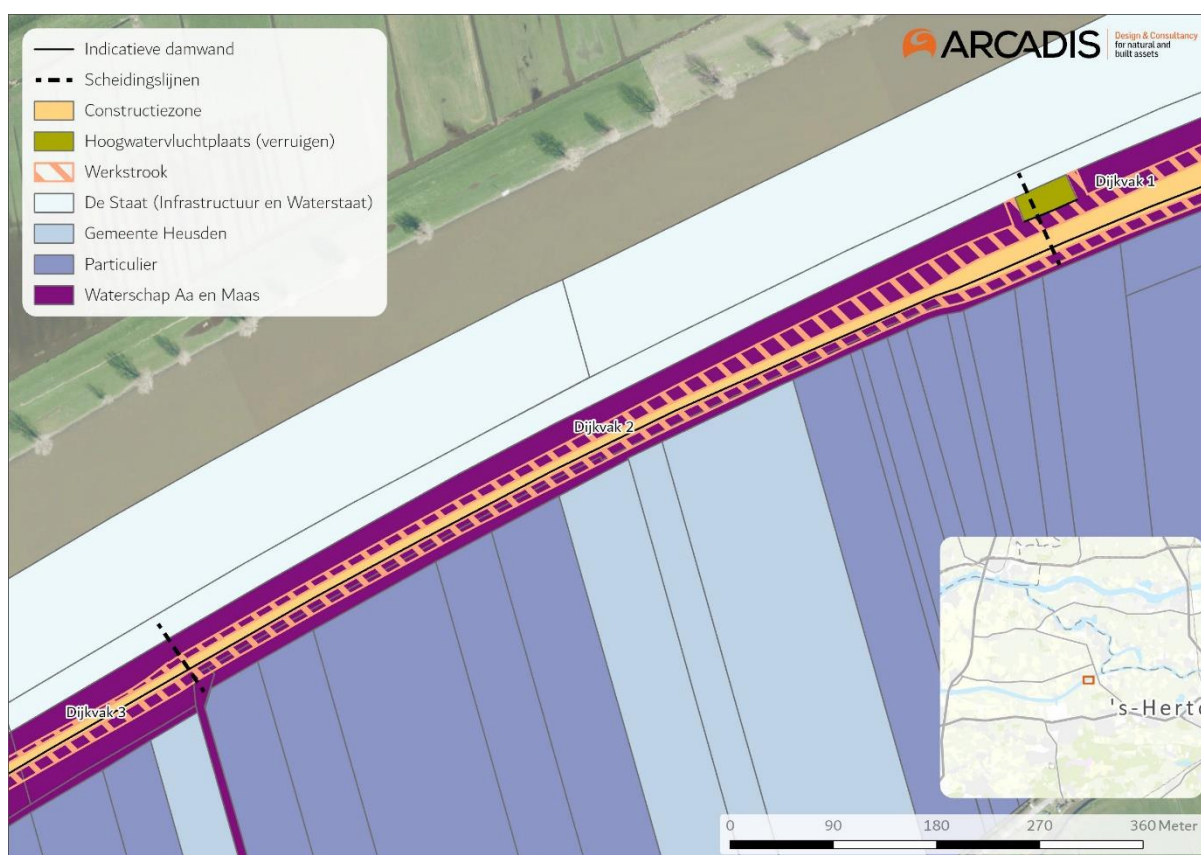 Indicatieve damwand
Scheidingslijnen
Constructiezone
Hoogwatervluchtplaats (verruigen)
Werkstrook
De Staat (Infrastructuur en Waterstaat)
Gemeente Heusden
Particulier
Waterschap Aa en Maas
ARCADIS
Design & Consultancy
for natural and
built assets
Dijkvak 1
Dijkvak 2
Dijkvak 3
's-Herto
0 90 180 270 360 Meter